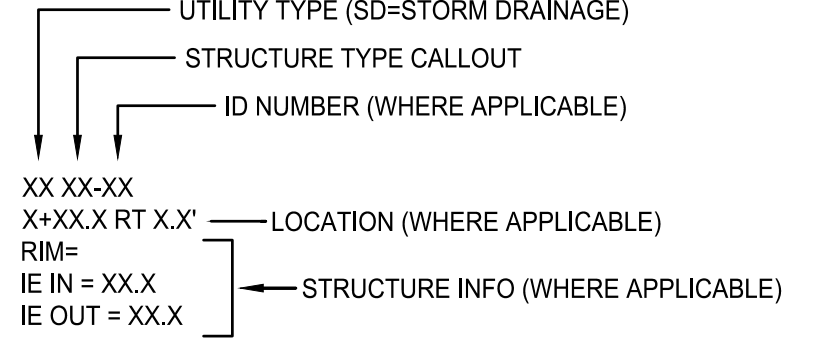 UTILITY TYPE (SD=STORM DRAINAGE)
STRUCTURE TYPE CALLOUT
ID NUMBER (WHERE APPLICABLE)
XX XX-XX
X+XX.X RT X.X' LOCATION (WHERE APPLICABLE)
RIM=
IE IN = XX.X
STRUCTURE INFO (WHERE APPLICABLE)
IE OUT = XX.X